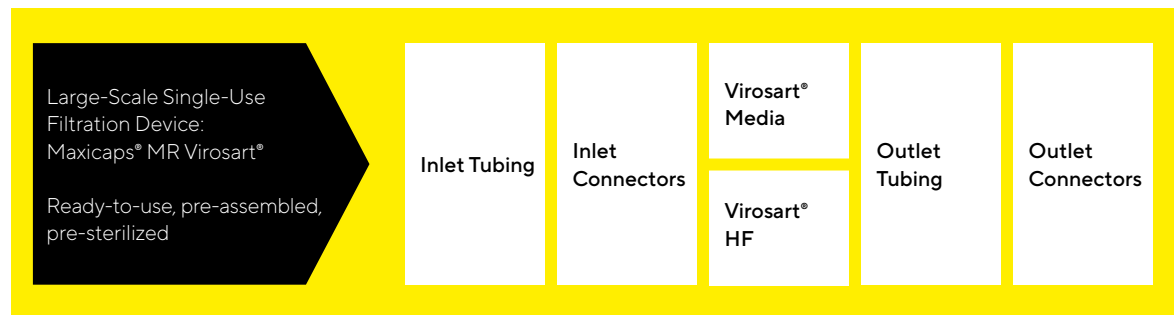 Large-Scale Single-Use
Filtration Device:
Maxicaps® MR Virosart®
Ready-to-use, pre-assembled,
pre-sterilized
Inlet Tubing
Inlet
Connectors
Virosart®
Media
Virosart®
HF
Outlet
Tubing
Outlet
Connectors